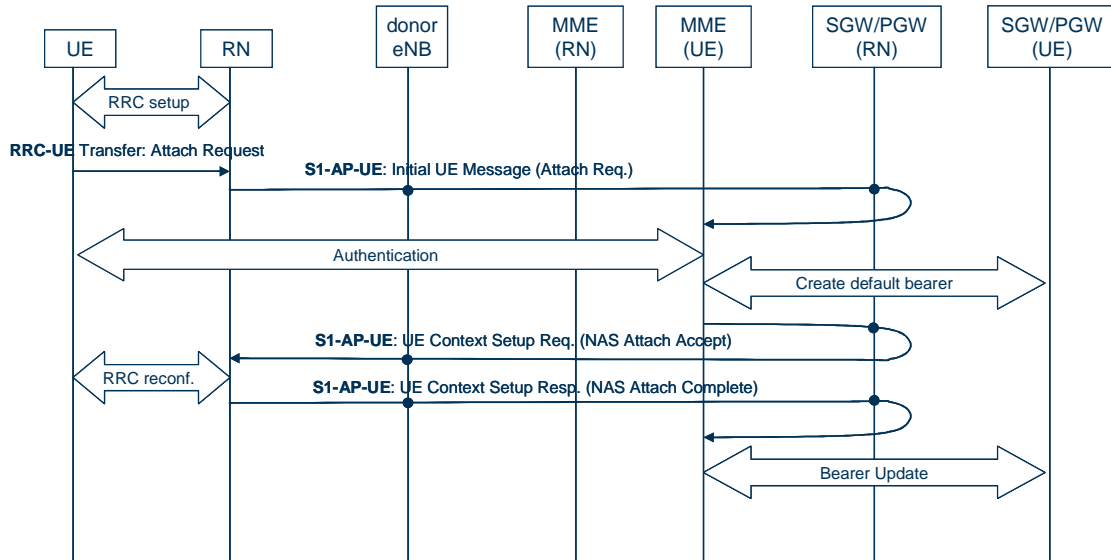 UE
RN
donor
eNB
MME
(RN)
MME
(UE)
SGW/PGW
(RN)
SGW/PGW
(UE)
RRC setup
RRC-UE Transfer: Attach Request
S1-AP-UE: Initial UE Message (Attach Req.)
Authentication
Create default bearer
S1-AP-UE: UE Context Setup Req. (NAS Attach Accept)
RRC reconf.
S1-AP-UE: UE Context Setup Resp. (NAS Attach Complete)
Bearer Update